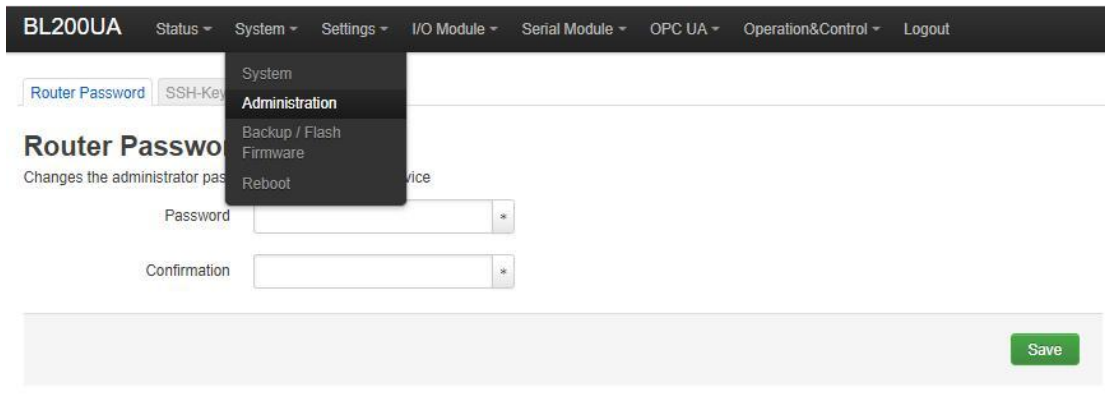 BL200UA Status System Settings I/O Module Serial Module OPC UA Operation&Control Logout
System
Router Password SSH-Key
Administration
Backup / Flash
Firmware
Router Passwo
Changes the administrator pas vice
Reboot
Password *
Confirmation *
Save